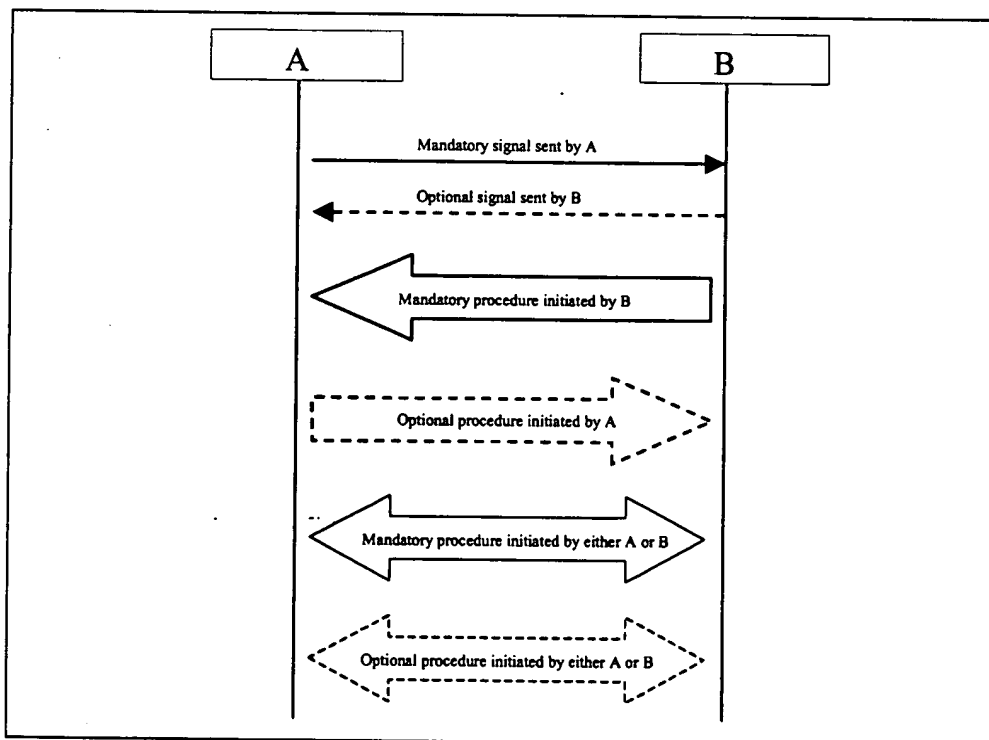 A
B
Mandatory signal sent by A
Optional signal sent by B
Mandatory procedure initiated by B
Optional procedure initiated by A
Mandatory procedure initiated by either A or B
Optional procedure initiated by either A or B